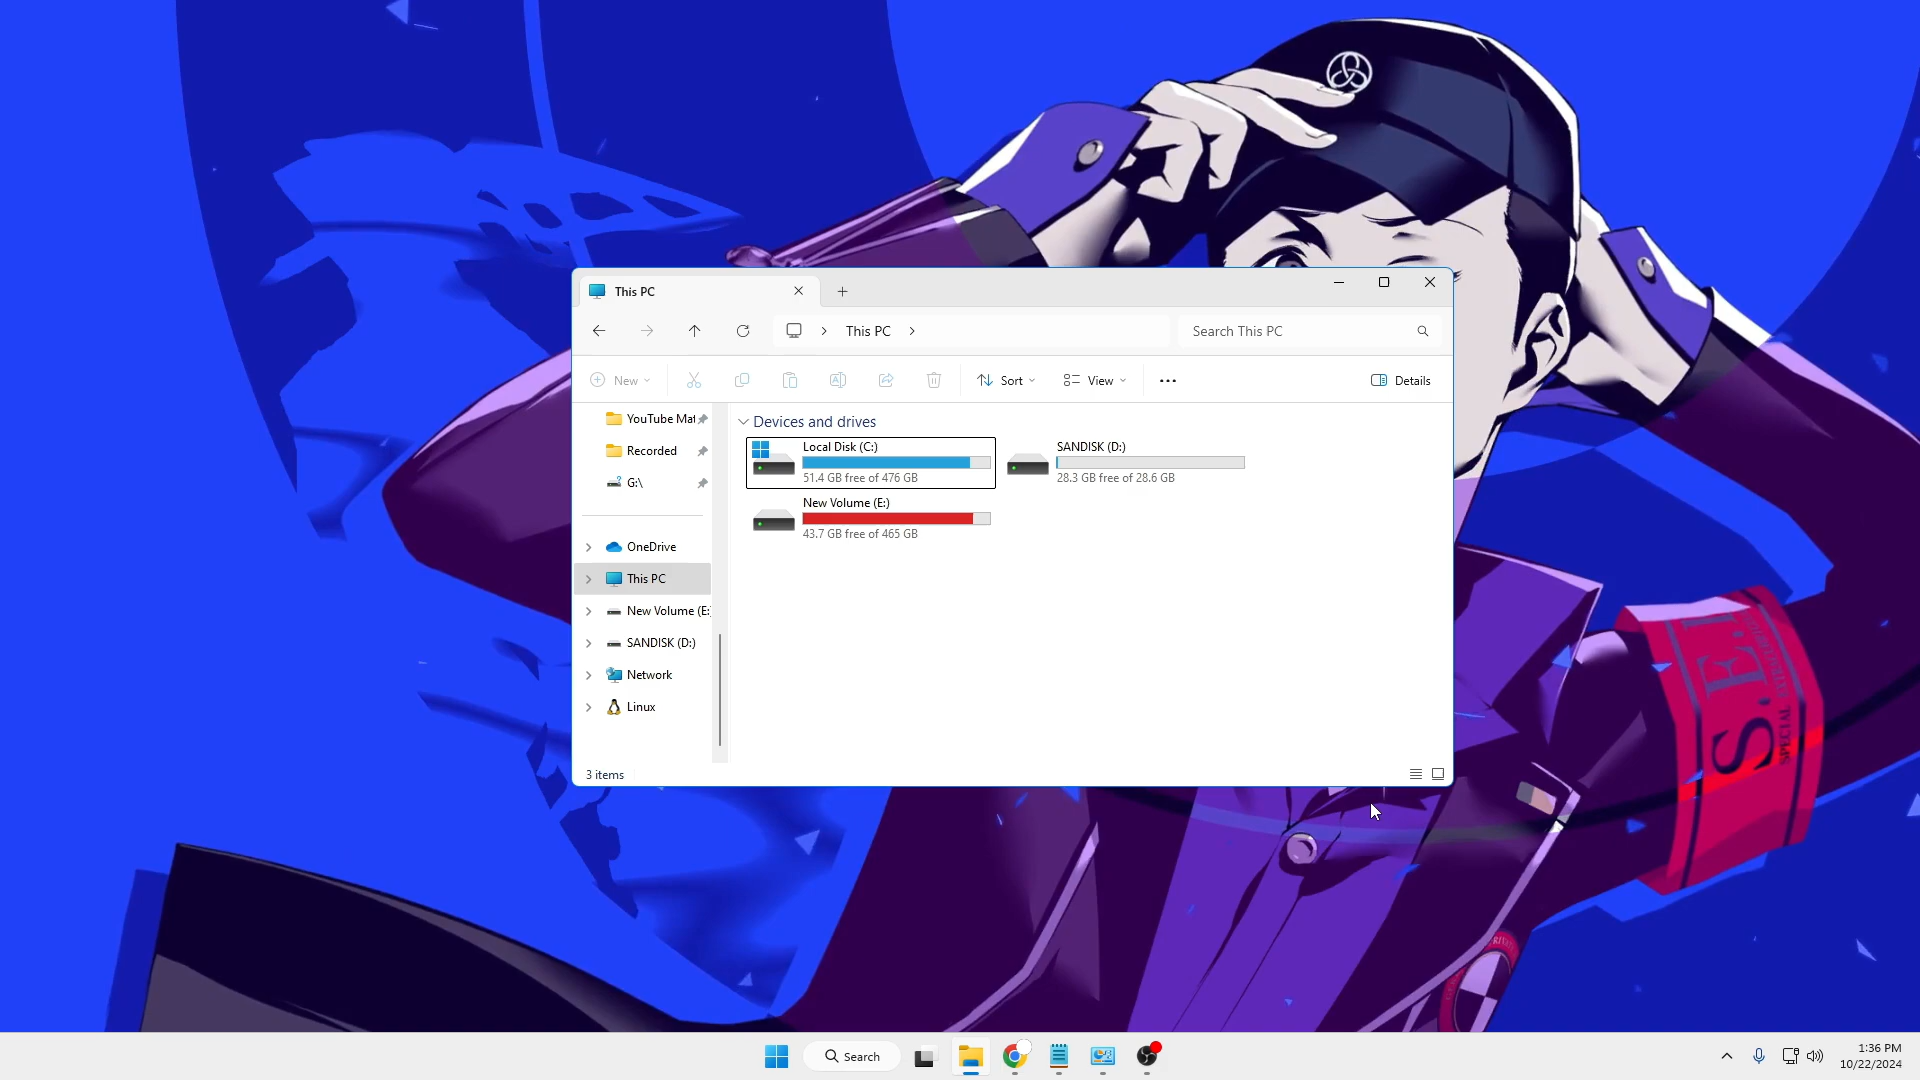 This PC
This PC
Search This PC
New
Sort
View
Details
YouTube Mat
Recorded
G:\
OneDrive
This PC
New Volume (E:
SANDISK (D:)
Network
Linux
Devices and drives
Local Disk (C:)
51.4 GB free of 476 GB
SANDISK (D:)
28.3 GB free of 28.6 GB
New Volume (E:)
43.7 GB free of 465 GB
3 items
S.E.
SPECIAL
Search
1:36 PM
10/22/2024